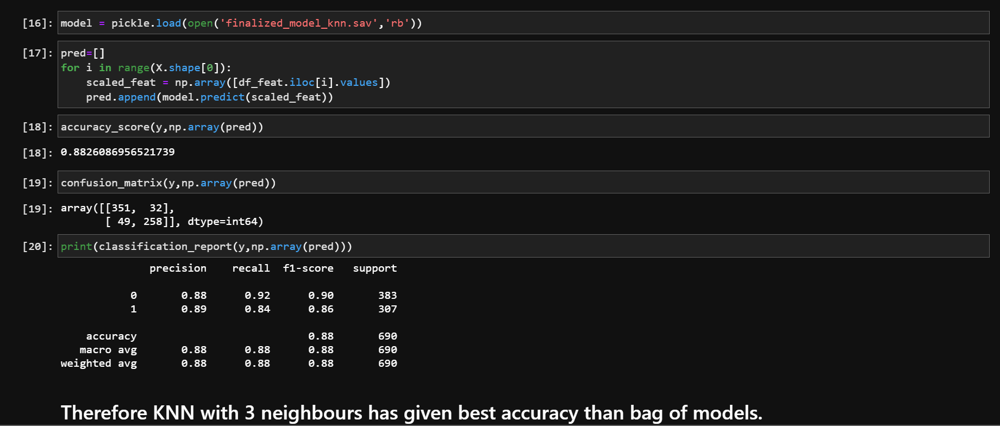 [16]: model = pickle.load(open('finalized_model_knn.sav','rb'))
[17]: pred=[]
for i in range(X.shape[0]):
    scaled_feat = np.array([df_feat.iloc[i].values])
    pred.append(model.predict(scaled_feat))
[18]: accuracy_score(y,np.array(pred))
[18]: 0.8826086956521739
[19]: confusion_matrix(y,np.array(pred))
[19]: array([[351,  32],
       [ 49, 258]], dtype=int64)
[20]: print(classification_report(y,np.array(pred)))
              precision    recall  f1-score   support
           0       0.88      0.92      0.90       383
           1       0.89      0.84      0.86       307
    accuracy                           0.88       690
   macro avg       0.88      0.88      0.88       690
weighted avg       0.88      0.88      0.88       690
Therefore KNN with 3 neighbours has given best accuracy than bag of models.